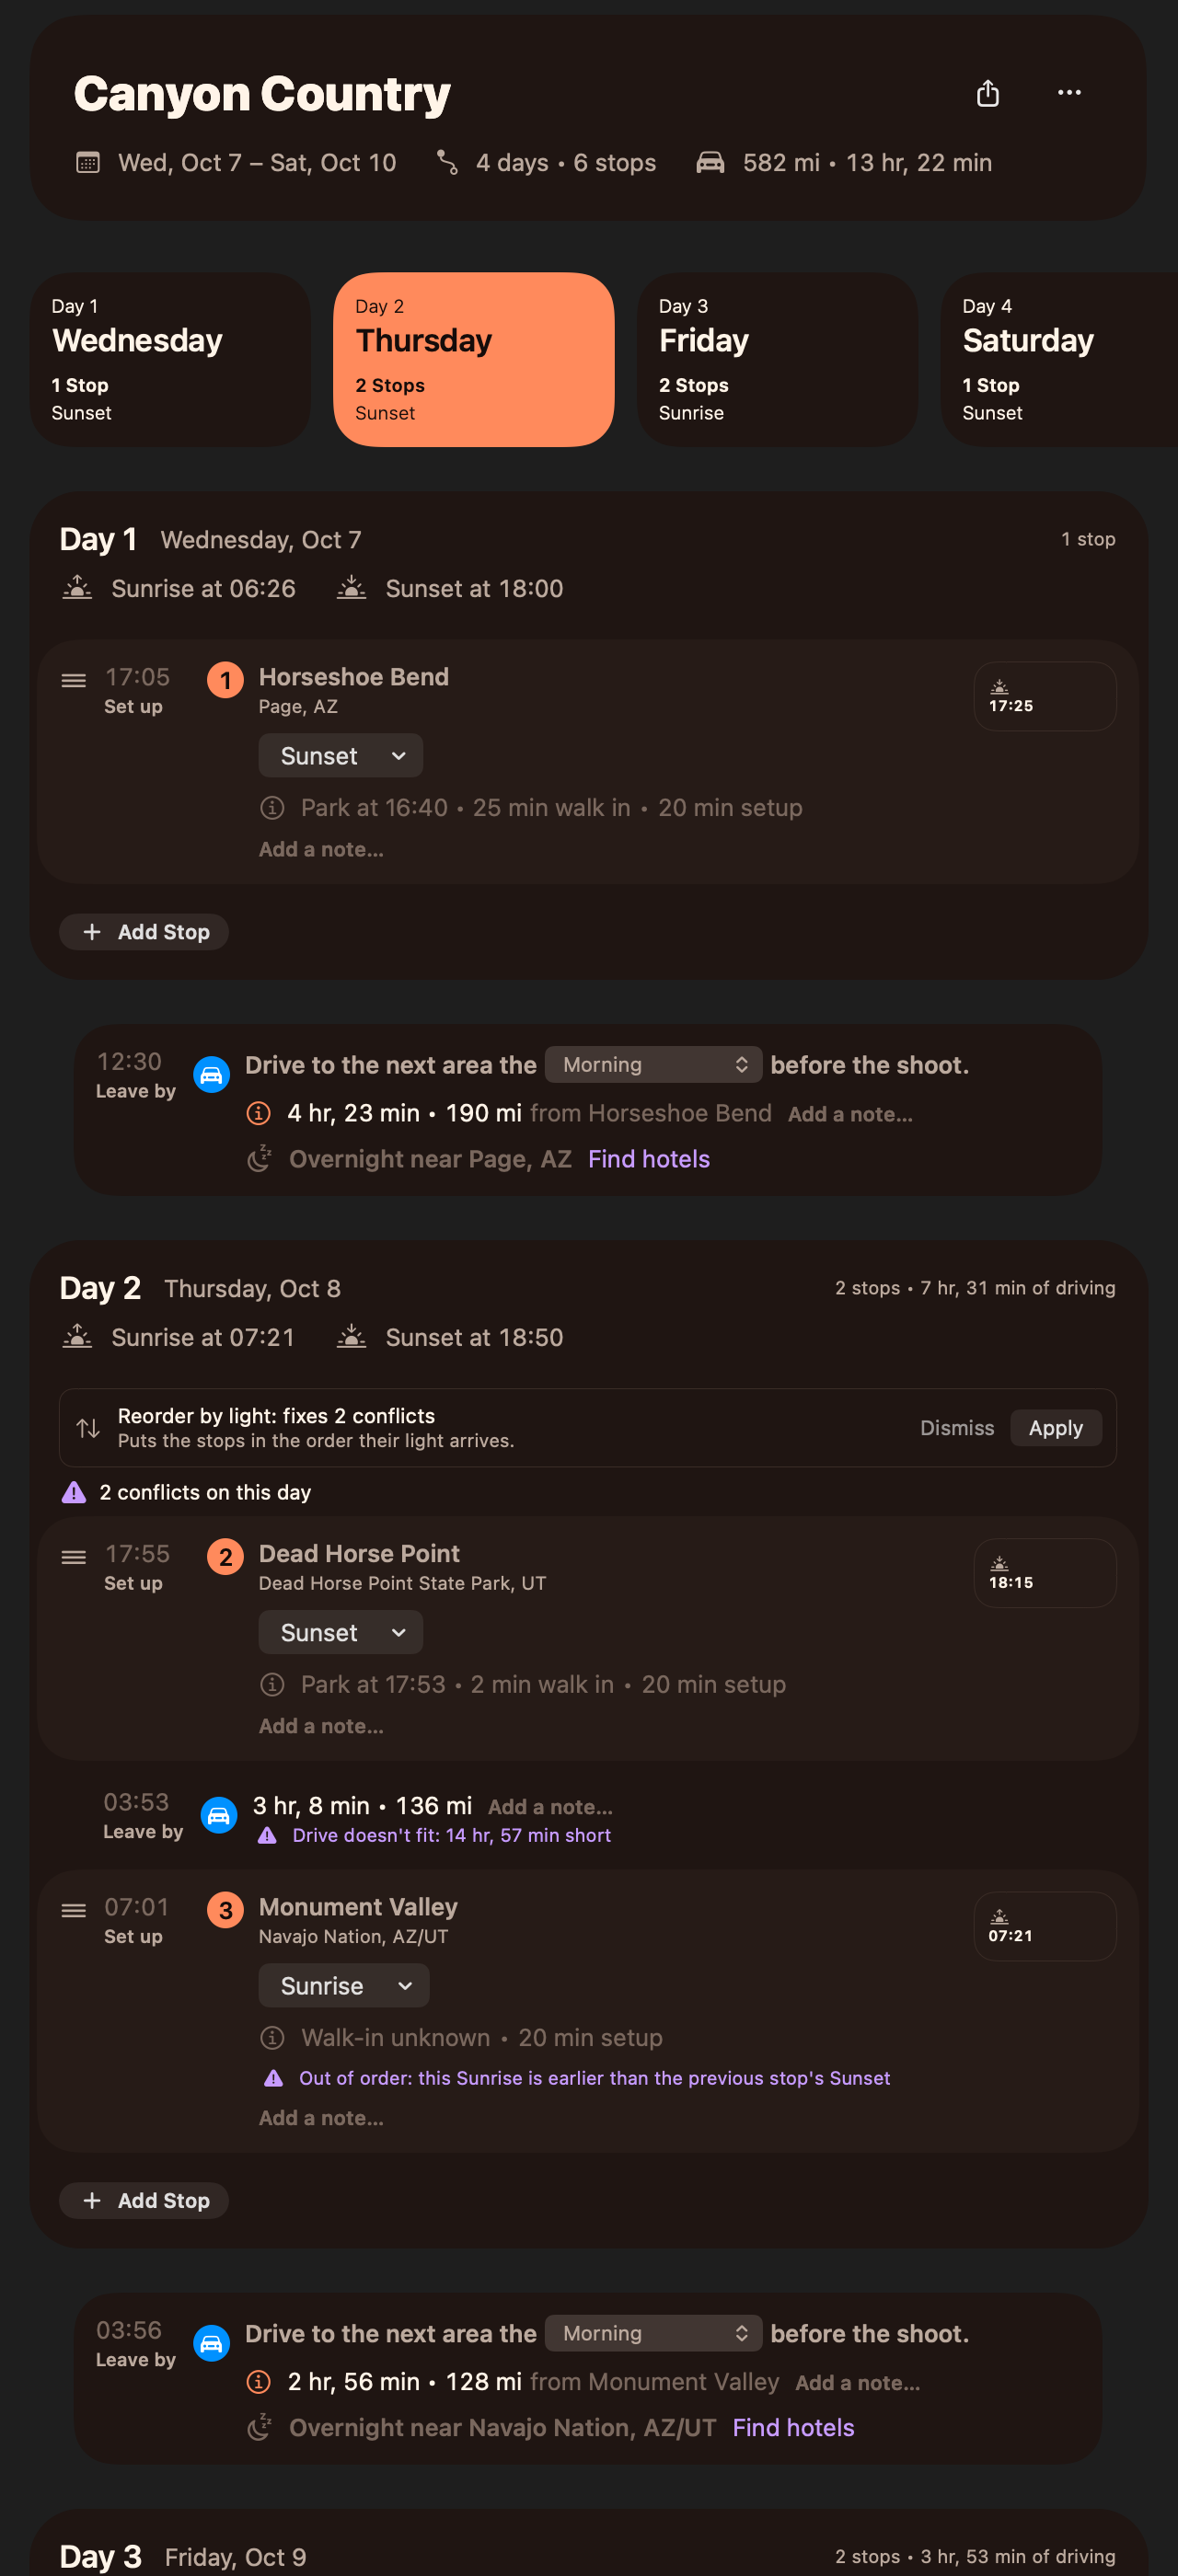 Canyon Country
Wed, Oct 7 – Sat, Oct 10 4 days • 6 stops 582 mi • 13 hr, 22 min
Day 1
Wednesday
1 Stop
Sunset
Day 2
Thursday
2 Stops
Sunset
Day 3
Friday
2 Stops
Sunrise
Day 4
Saturday
1 Stop
Sunset
Day 1 Wednesday, Oct 7 1 stop
Sunrise at 06:26 Sunset at 18:00
17:05
Set up
1
Horseshoe Bend
Page, AZ
17:25
Sunset
Park at 16:40 • 25 min walk in • 20 min setup
Add a note...
+ Add Stop
12:30
Leave by
Drive to the next area the Morning before the shoot.
4 hr, 23 min • 190 mi from Horseshoe Bend Add a note...
Overnight near Page, AZ Find hotels
Day 2 Thursday, Oct 8 2 stops • 7 hr, 31 min of driving
Sunrise at 07:21 Sunset at 18:50
Reorder by light: fixes 2 conflicts
Puts the stops in the order their light arrives.
Dismiss Apply
2 conflicts on this day
17:55
Set up
2
Dead Horse Point
Dead Horse Point State Park, UT
18:15
Sunset
Park at 17:53 • 2 min walk in • 20 min setup
Add a note...
03:53
Leave by
3 hr, 8 min • 136 mi Add a note...
Drive doesn't fit: 14 hr, 57 min short
07:01
Set up
3
Monument Valley
Navajo Nation, AZ/UT
07:21
Sunrise
Walk-in unknown • 20 min setup
Out of order: this Sunrise is earlier than the previous stop's Sunset
Add a note...
+ Add Stop
03:56
Leave by
Drive to the next area the Morning before the shoot.
2 hr, 56 min • 128 mi from Monument Valley Add a note...
Overnight near Navajo Nation, AZ/UT Find hotels
Day 3 Friday, Oct 9 2 stops • 3 hr, 53 min of driving